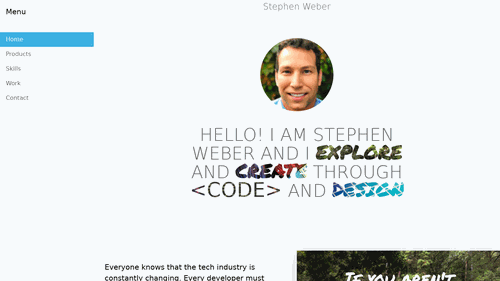 Menu
Home
Products
Skills
Work
Contact
Stephen Weber
HELLO! I AM STEPHEN
WEBER AND I EXPLORE
AND CREATE THROUGH
<CODE> AND DESIGN
Everyone knows that the tech industry is
constantly changing. Every developer must
IF YOU AREN'T